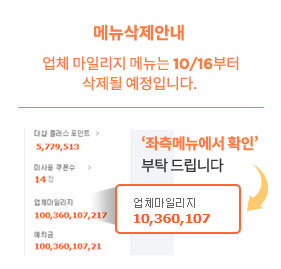 메뉴삭제안내
업체 마일리지 메뉴는 10/16부터
삭제될 예정입니다.
더샵 플러스 포인트 >
5,779,513
미사용 쿠폰수 >
14 장
업체마일리지
100,360,107,217
예치금
100,360,107,21
'좌측메뉴에서 확인'
부탁 드립니다
업체마일리지
10,360,107